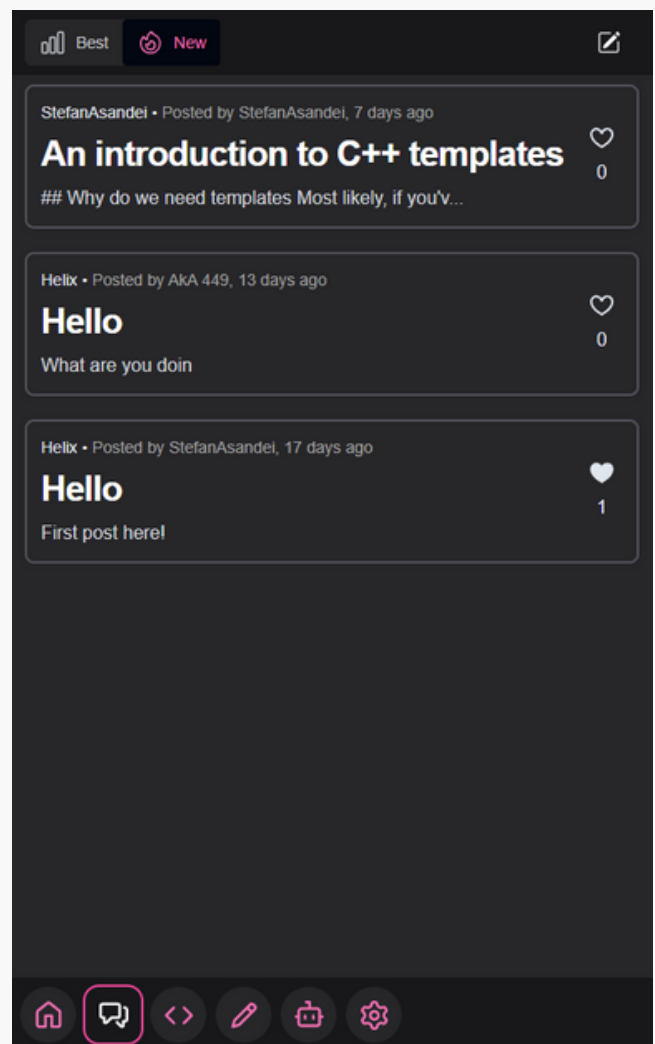 Best New
StefanAsandei • Posted by StefanAsandei, 7 days ago
An introduction to C++ templates
0
## Why do we need templates Most likely, if you'v...
Helix • Posted by AkA 449, 13 days ago
Hello
0
What are you doin
Helix • Posted by StefanAsandei, 17 days ago
Hello
1
First post here!